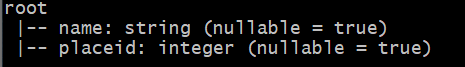 root
 |-- name: string (nullable = true)
 |-- placeid: integer (nullable = true)